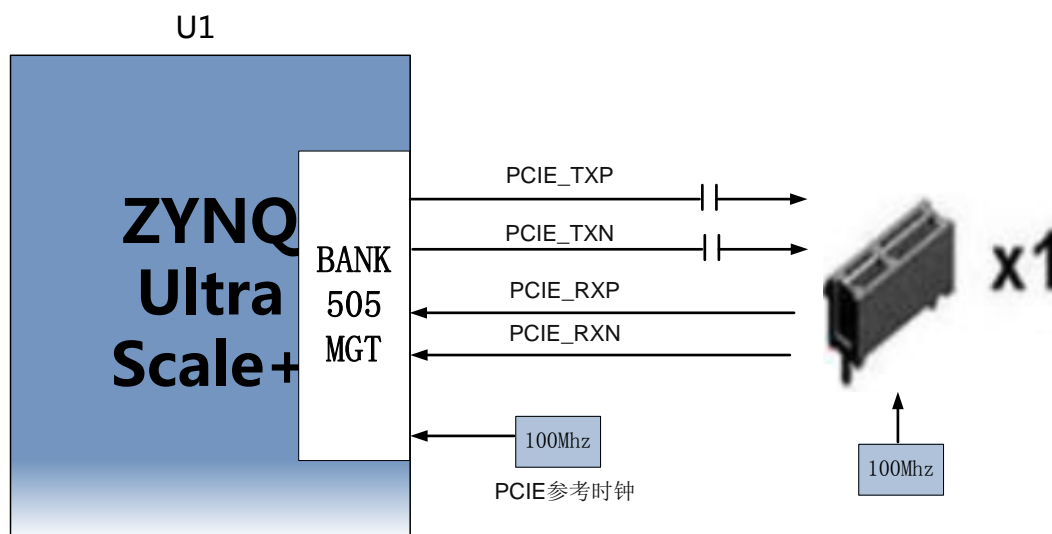 U1
ZYNQ
Ultra
Scale+
BANK
505
MGT
PCIE_TXP
PCIE_TXN
PCIE_RXP
PCIE_RXN
100Mhz
PCIE参考时钟
x1
100Mhz